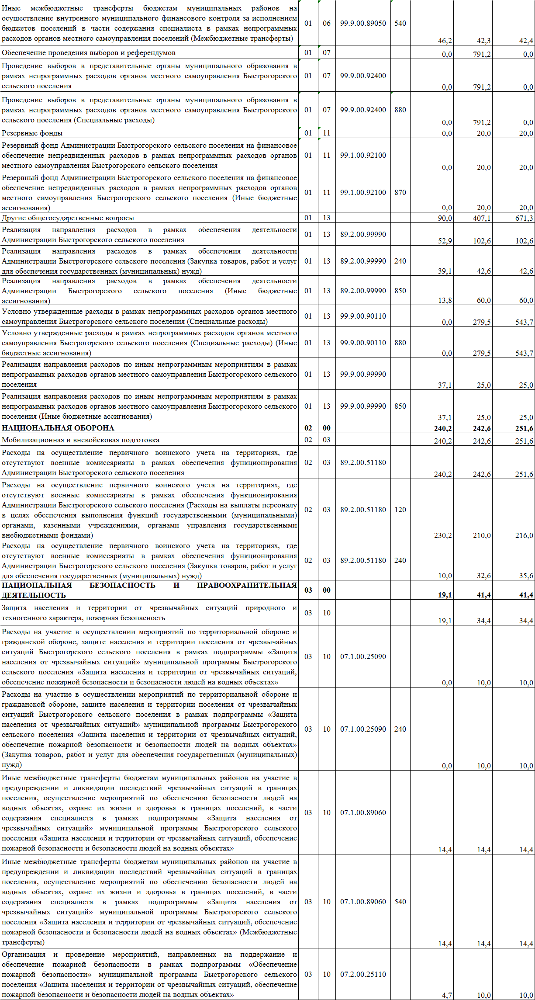 Иные межбюджетные трансферты бюджетам муниципальных районов на
осуществление внутреннего муниципального финансового контроля за исполнением
бюджетов поселений в части содержания специалиста в рамках непрограммных
расходов органов местного самоуправления поселений (Межбюджетные трансферты)
01 06 99.9.00.89050 540 46,2 42,3 42,4
Обеспечение проведения выборов и референдумов 01 07 0,0 791,2 0,0
Проведение выборов в представительные органы муниципального образования в
рамках непрограммных расходов органов местного самоуправления Быстрогорского
сельского поселения
01 07 99.9.00.92400 0,0 791,2 0,0
Проведение выборов в представительные органы муниципального образования в
рамках непрограммных расходов органов местного самоуправления Быстрогорского
сельского поселения (Специальные расходы)
01 07 99.9.00.92400 880 0,0 791,2 0,0
Резервные фонды 01 11 0,0 20,0 20,0
Резервный фонд Администрации Быстрогорского сельского поселения на финансовое
обеспечение непредвиденных расходов в рамках непрограммных расходов органов
местного самоуправления Быстрогорского сельского поселения
01 11 99.1.00.92100 0,0 20,0 20,0
Резервный фонд Администрации Быстрогорского сельского поселения на финансовое
обеспечение непредвиденных расходов в рамках непрограммных расходов органов
местного самоуправления Быстрогорского сельского поселения (Иные бюджетные
ассигнования)
01 11 99.1.00.92100 870 0,0 20,0 20,0
Другие общегосударственные вопросы 01 13 90,0 407,1 671,3
Реализация направления расходов в рамках обеспечения деятельности
Администрации Быстрогорского сельского поселения
01 13 89.2.00.99990 52,9 102,6 102,6
Реализация направления расходов в рамках обеспечения деятельности
Администрации Быстрогорского сельского поселения (Закупка товаров, работ и услуг
для обеспечения государственных (муниципальных) нужд)
01 13 89.2.00.99990 240 39,1 42,6 42,6
Реализация направления расходов в рамках обеспечения деятельности
Администрации Быстрогорского сельского поселения (Иные бюджетные
ассигнования)
01 13 89.2.00.99990 850 13,8 60,0 60,0
Условно утвержденные расходы в рамках непрограммных расходов органов местного
самоуправления Быстрогорского сельского поселения (Специальные расходы)
01 13 99.9.00.90110 0,0 279,5 543,7
Условно утвержденные расходы в рамках непрограммных расходов органов местного
самоуправления Быстрогорского сельского поселения (Специальные расходы) (Иные
бюджетные ассигнования)
01 13 99.9.00.90110 880 0,0 279,5 543,7
Реализация направления расходов по иным непрограммным мероприятиям в рамках
непрограммных расходов органов местного самоуправления Быстрогорского сельского
поселения
01 13 99.9.00.99990 37,1 25,0 25,0
Реализация направления расходов по иным непрограммным мероприятиям в рамках
непрограммных расходов органов местного самоуправления Быстрогорского сельского
поселения (Иные бюджетные ассигнования)
01 13 99.9.00.99990 850 37,1 25,0 25,0
НАЦИОНАЛЬНАЯ ОБОРОНА 02 00 240,2 242,6 251,6
Мобилизационная и вневойсковая подготовка 02 03 240,2 242,6 251,6
Расходы на осуществление первичного воинского учета на территориях, где
отсутствуют военные комиссариаты в рамках обеспечения функционирования
Администрации Быстрогорского сельского поселения
02 03 89.2.00.51180 240,2 242,6 251,6
Расходы на осуществление первичного воинского учета на территориях, где
отсутствуют военные комиссариаты в рамках обеспечения функционирования
Администрации Быстрогорского сельского поселения (Расходы на выплаты персоналу
в целях обеспечения выполнения функций государственными (муниципальными)
органами, казенными учреждениями, органами управления государственными
внебюджетными фондами)
02 03 89.2.00.51180 120 230,2 210,0 216,0
Расходы на осуществление первичного воинского учета на территориях, где
отсутствуют военные комиссариаты в рамках обеспечения функционирования
Администрации Быстрогорского сельского поселения (Закупка товаров, работ и услуг
для обеспечения государственных (муниципальных) нужд)
02 03 89.2.00.51180 240 10,0 32,6 35,6
НАЦИОНАЛЬНАЯ БЕЗОПАСНОСТЬ И ПРАВООХРАНИТЕЛЬНАЯ
ДЕЯТЕЛЬНОСТЬ
03 00 19,1 41,4 41,4
Защита населения и территории от чрезвычайных ситуаций природного и
техногенного характера, пожарная безопасность
03 10 19,1 34,4 34,4
Расходы на участие в осуществлении мероприятий по территориальной обороне и
гражданской обороне, защите населения и территории поселения от чрезвычайных
ситуаций Быстрогорского сельского поселения в рамках подпрограммы «Защита
населения от чрезвычайных ситуаций» муниципальной программы Быстрогорского
сельского поселения «Защита населения и территории от чрезвычайных ситуаций,
обеспечение пожарной безопасности и безопасности людей на водных объектах»
03 10 07.1.00.25090 0,0 10,0 10,0
Расходы на участие в осуществлении мероприятий по территориальной обороне и
гражданской обороне, защите населения и территории поселения от чрезвычайных
ситуаций Быстрогорского сельского поселения в рамках подпрограммы «Защита
населения от чрезвычайных ситуаций» муниципальной программы Быстрогорского
сельского поселения «Защита населения и территории от чрезвычайных ситуаций,
обеспечение пожарной безопасности и безопасности людей на водных объектах»
(Закупка товаров, работ и услуг для обеспечения государственных (муниципальных)
нужд)
03 10 07.1.00.25090 240 0,0 10,0 10,0
Иные межбюджетные трансферты бюджетам муниципальных районов на участие в
предупреждении и ликвидации последствий чрезвычайных ситуаций в границах
поселения, осуществление мероприятий по обеспечению безопасности людей на
водных объектах, охране их жизни и здоровья в границах поселений, в части
содержания специалиста в рамках подпрограммы «Защита населения от
чрезвычайных ситуаций» муниципальной программы Быстрогорского сельского
поселения «Защита населения и территории от чрезвычайных ситуаций, обеспечение
пожарной безопасности и безопасности людей на водных объектах»
03 10 07.1.00.89060 14,4 14,4 14,4
Иные межбюджетные трансферты бюджетам муниципальных районов на участие в
предупреждении и ликвидации последствий чрезвычайных ситуаций в границах
поселения, осуществление мероприятий по обеспечению безопасности людей на
водных объектах, охране их жизни и здоровья в границах поселений, в части
содержания специалиста в рамках подпрограммы «Защита населения от
чрезвычайных ситуаций» муниципальной программы Быстрогорского сельского
поселения «Защита населения и территории от чрезвычайных ситуаций, обеспечение
пожарной безопасности и безопасности людей на водных объектах» (Межбюджетные
трансферты)
03 10 07.1.00.89060 540 14,4 14,4 14,4
Организация и проведение мероприятий, направленных на поддержание и
обеспечение пожарной безопасности в рамках подпрограммы «Обеспечение
пожарной безопасности» муниципальной программы Быстрогорского сельского
поселения «Защита населения и территории от чрезвычайных ситуаций, обеспечение
пожарной безопасности и безопасности людей на водных объектах»
03 10 07.2.00.25110 4,7 10,0 10,0